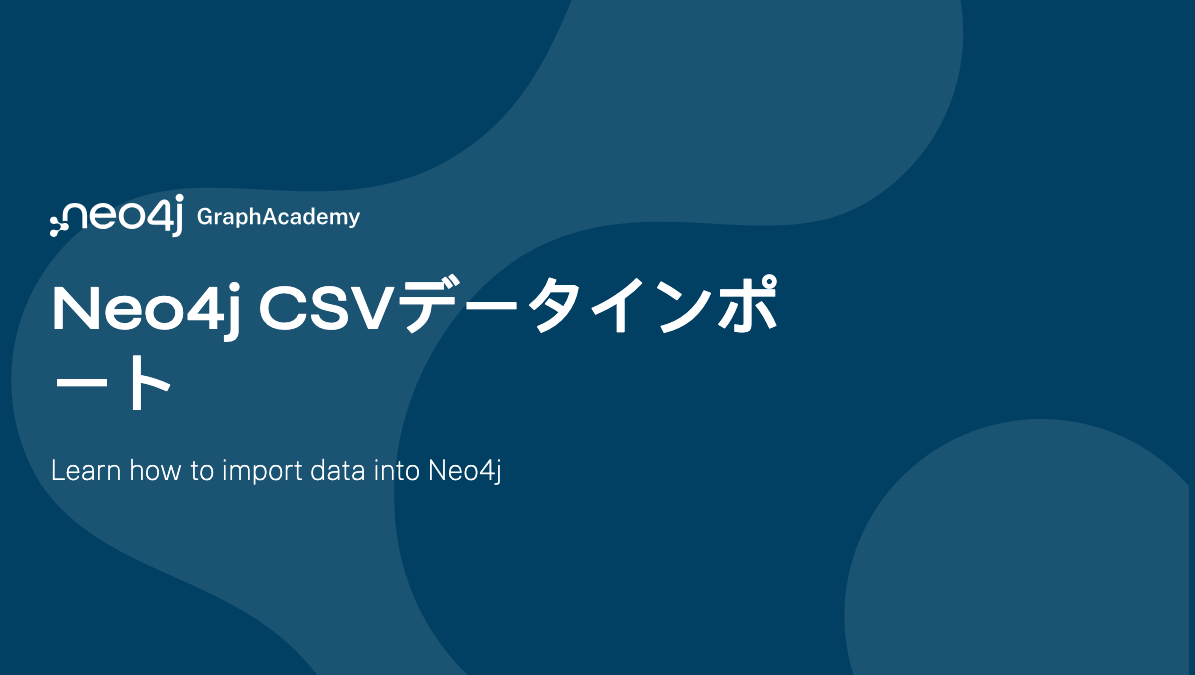 neo4j GraphAcademy
Neo4j CSVデータインポ
ート
Learn how to import data into Neo4j